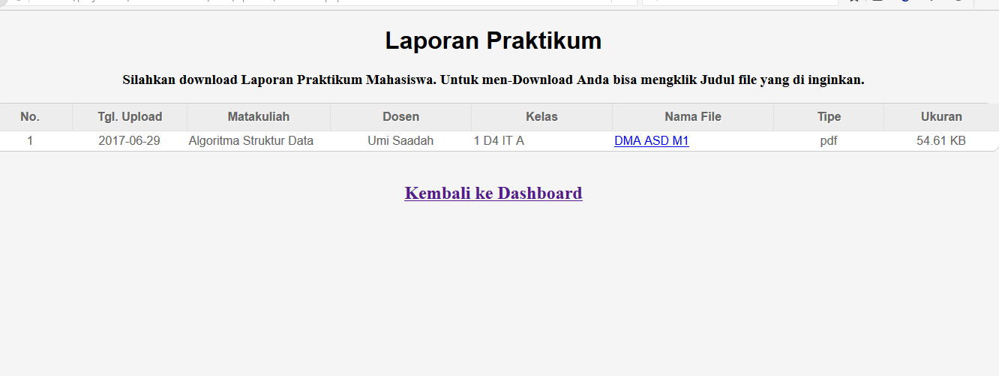 Laporan Praktikum
Silahkan download Laporan Praktikum Mahasiswa. Untuk men-Download Anda bisa mengklik Judul file yang di inginkan.
No. Tgl. Upload Matakuliah Dosen Kelas Nama File Tipe Ukuran
1 2017-06-29 Algoritma Struktur Data Umi Saadah 1 D4 IT A DMA ASD M1 pdf 54.61 KB
Kembali ke Dashboard